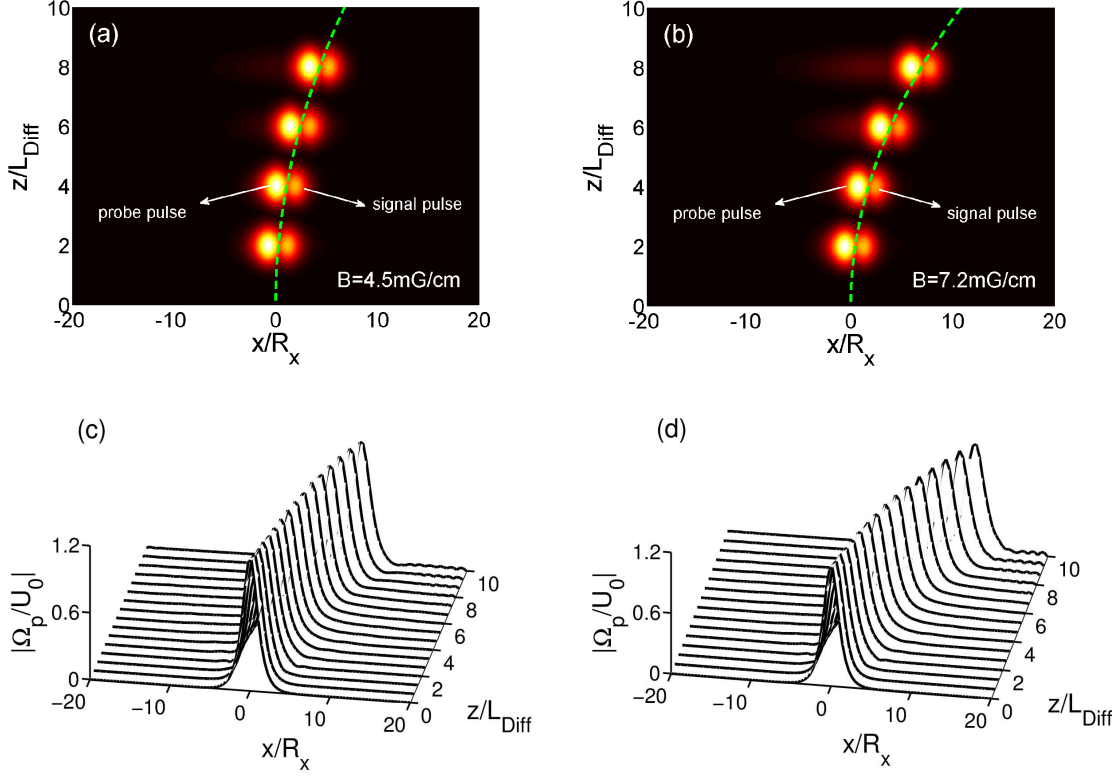 (a)
10
8
6
4
2
0
z/L_Diff
probe pulse
signal pulse
B=4.5mG/cm
-20
-10
0
10
20
x/R_x
(b)
10
8
6
4
2
0
z/L_Diff
probe pulse
signal pulse
B=7.2mG/cm
-20
-10
0
10
20
x/R_x
(c)
1.2
0.6
0
|Ω_p/U_0|
−20
−10
0
10
20
x/R_x
0
2
4
6
8
10
z/L_Diff
(d)
1.2
0.6
0
|Ω_p/U_0|
−20
−10
0
10
20
x/R_x
0
2
4
6
8
10
z/L_Diff